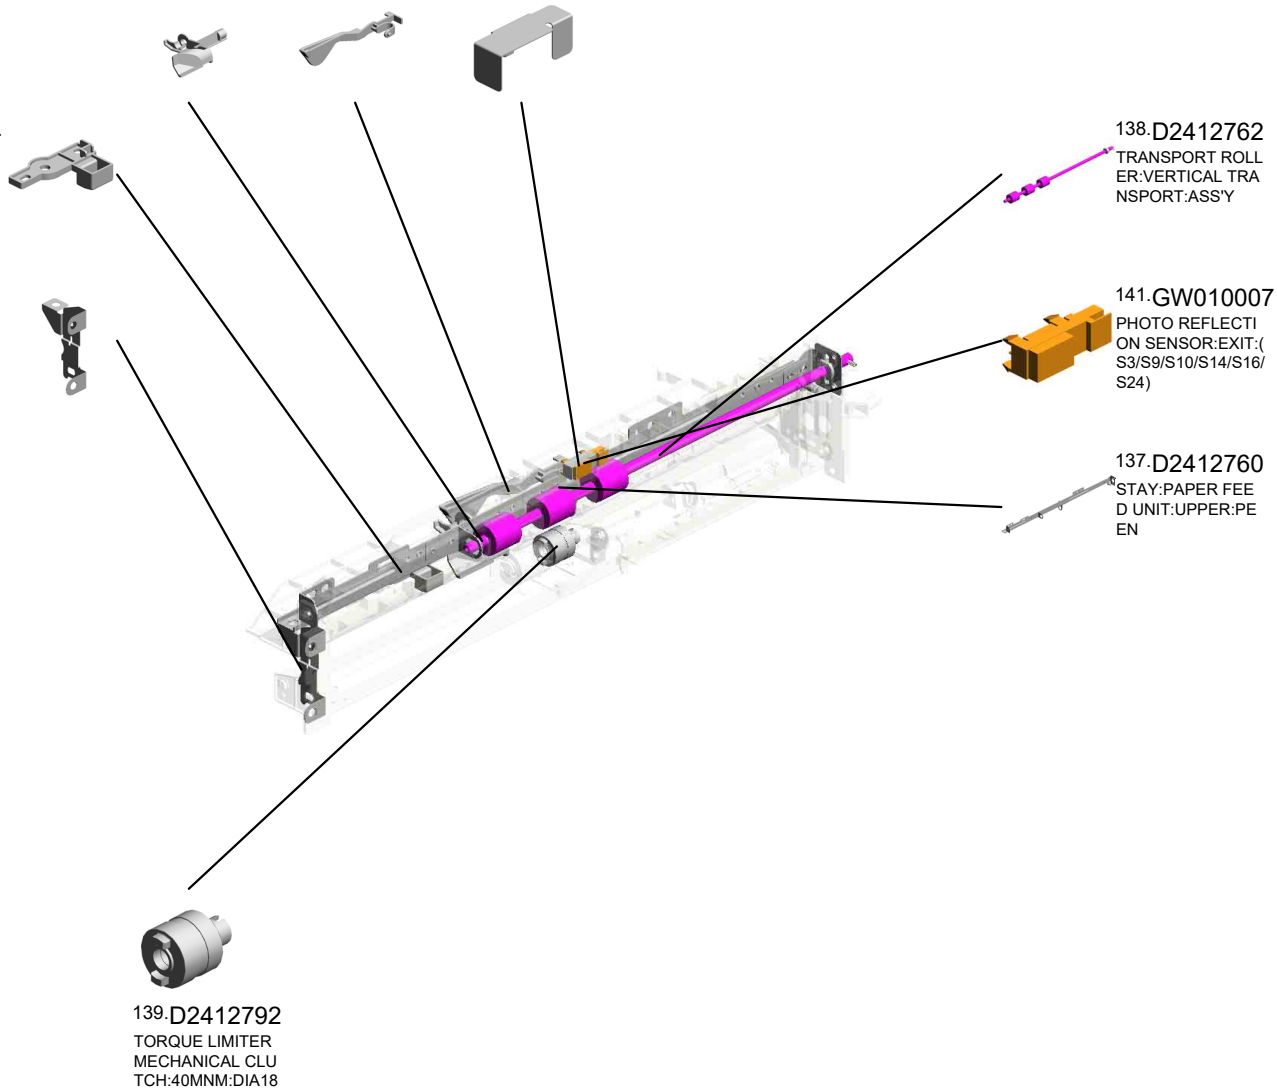 138.D2412762
TRANSPORT ROLL
ER:VERTICAL TRA
NSPORT:ASS'Y
141.GW010007
PHOTO REFLECTI
ON SENSOR:EXIT:(
S3/S9/S10/S14/S16/
S24)
137.D2412760
STAY:PAPER FEE
D UNIT:UPPER:PE
EN
139.D2412792
TORQUE LIMITER
MECHANICAL CLU
TCH:40MNM:DIA18